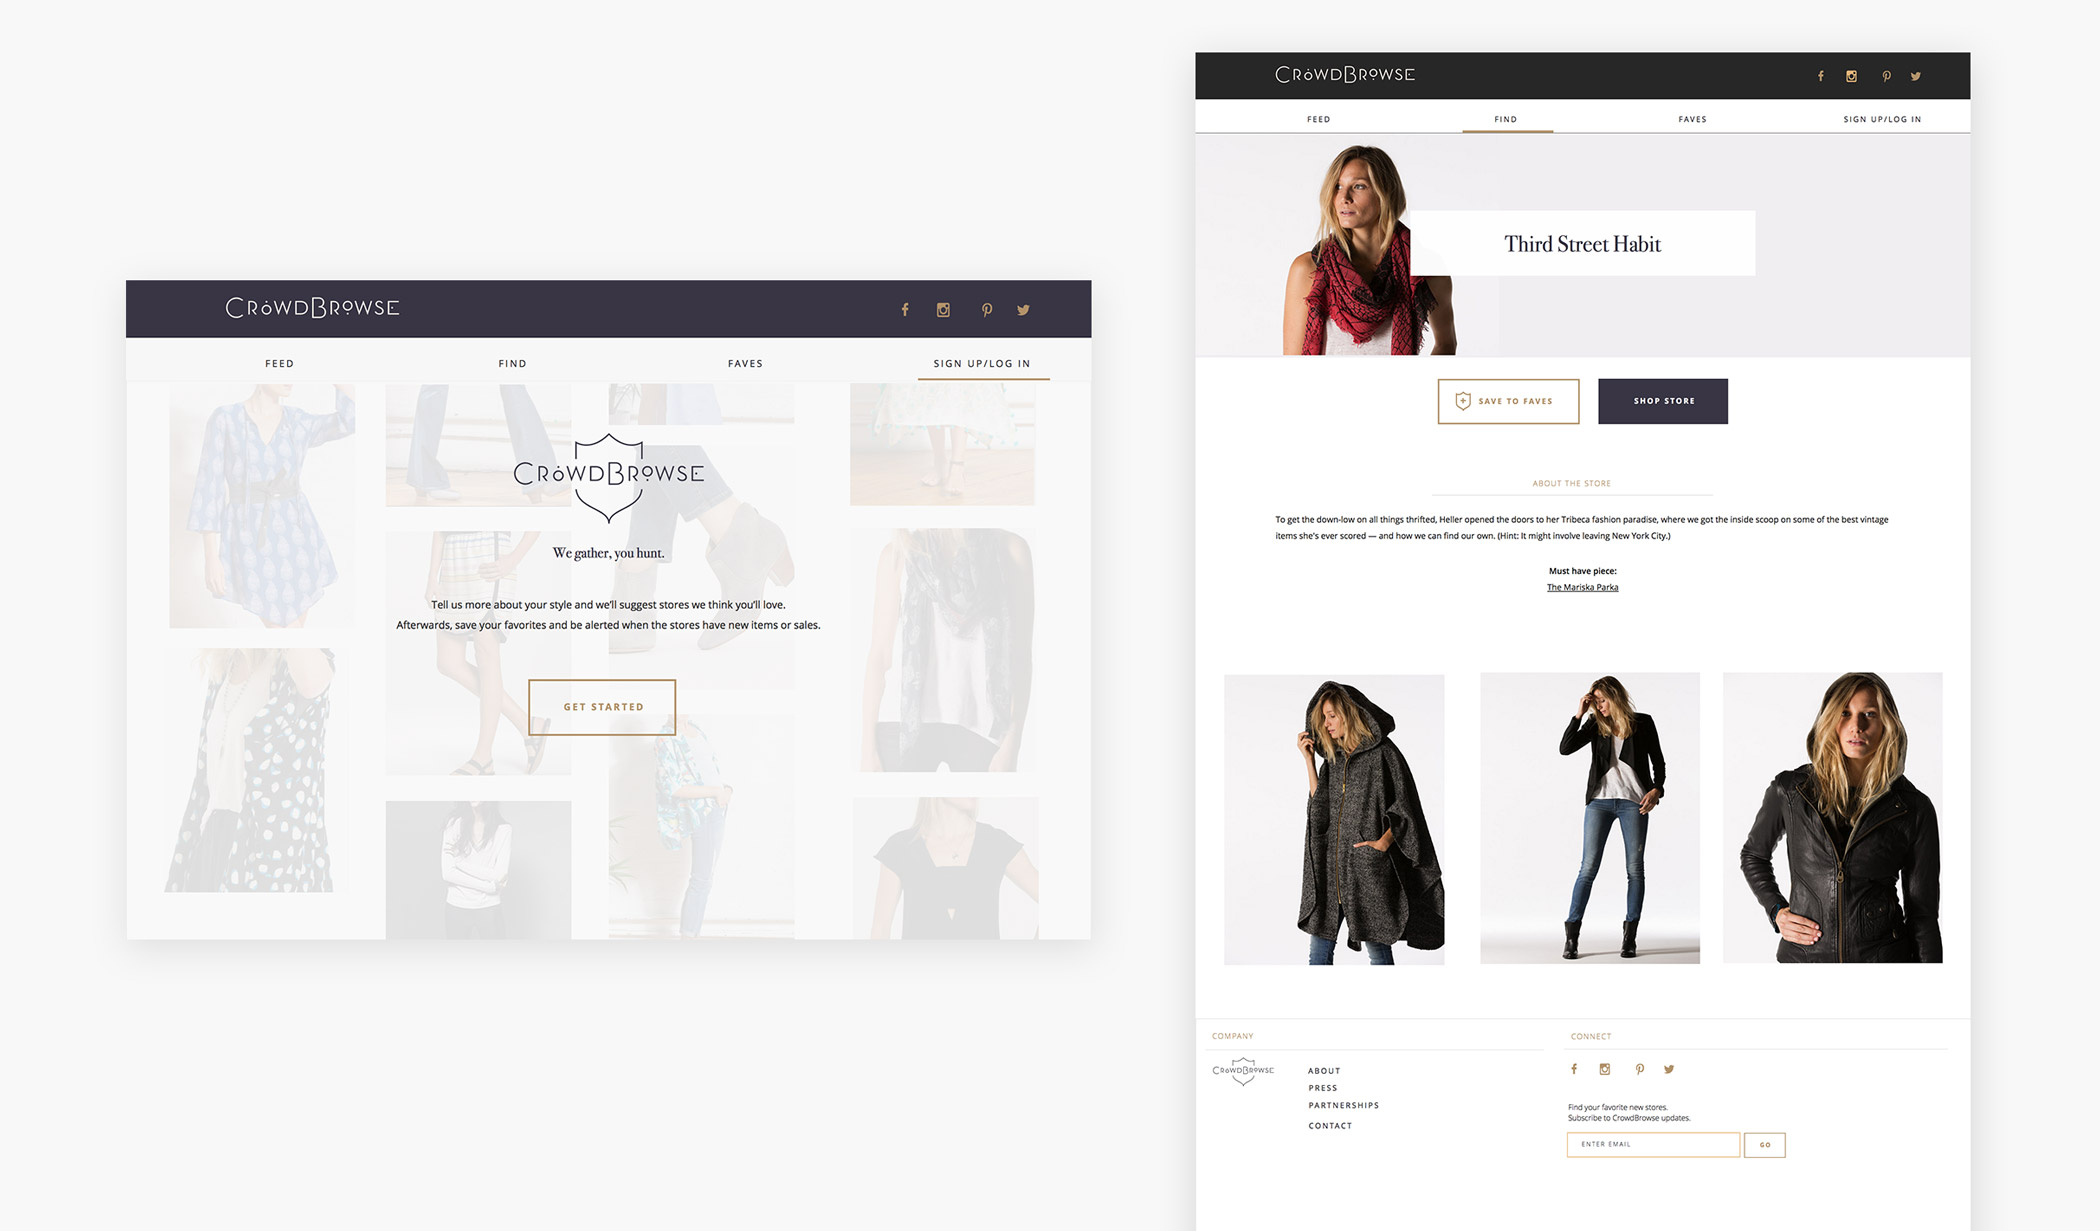 CROWDBROWSE
FEED
FIND
FAVES
SIGN UP/LOG IN
CROWDBROWSE
We gather, you hunt.
Tell us more about your style and we'll suggest stores we think you'll love.
Afterwards, save your favorites and be alerted when the stores have new items or sales.
GET STARTED
CROWDBROWSE
FEED
FIND
FAVES
SIGN UP/LOG IN
Third Street Habit
SAVE TO FAVES
SHOP STORE
ABOUT THE STORE
To get the down-low on all things thrifted, Heller opened the doors to her Tribeca fashion paradise, where we got the inside scoop on some of the best vintage
items she's ever scored — and how we can find our own. (Hint: It might involve leaving New York City.)
Must have piece:
The Mariska Parka
COMPANY
CROWDBROWSE
ABOUT
PRESS
PARTNERSHIPS
CONTACT
CONNECT
Find your favorite new stores.
Subscribe to CrowdBrowse updates.
ENTER EMAIL
GO